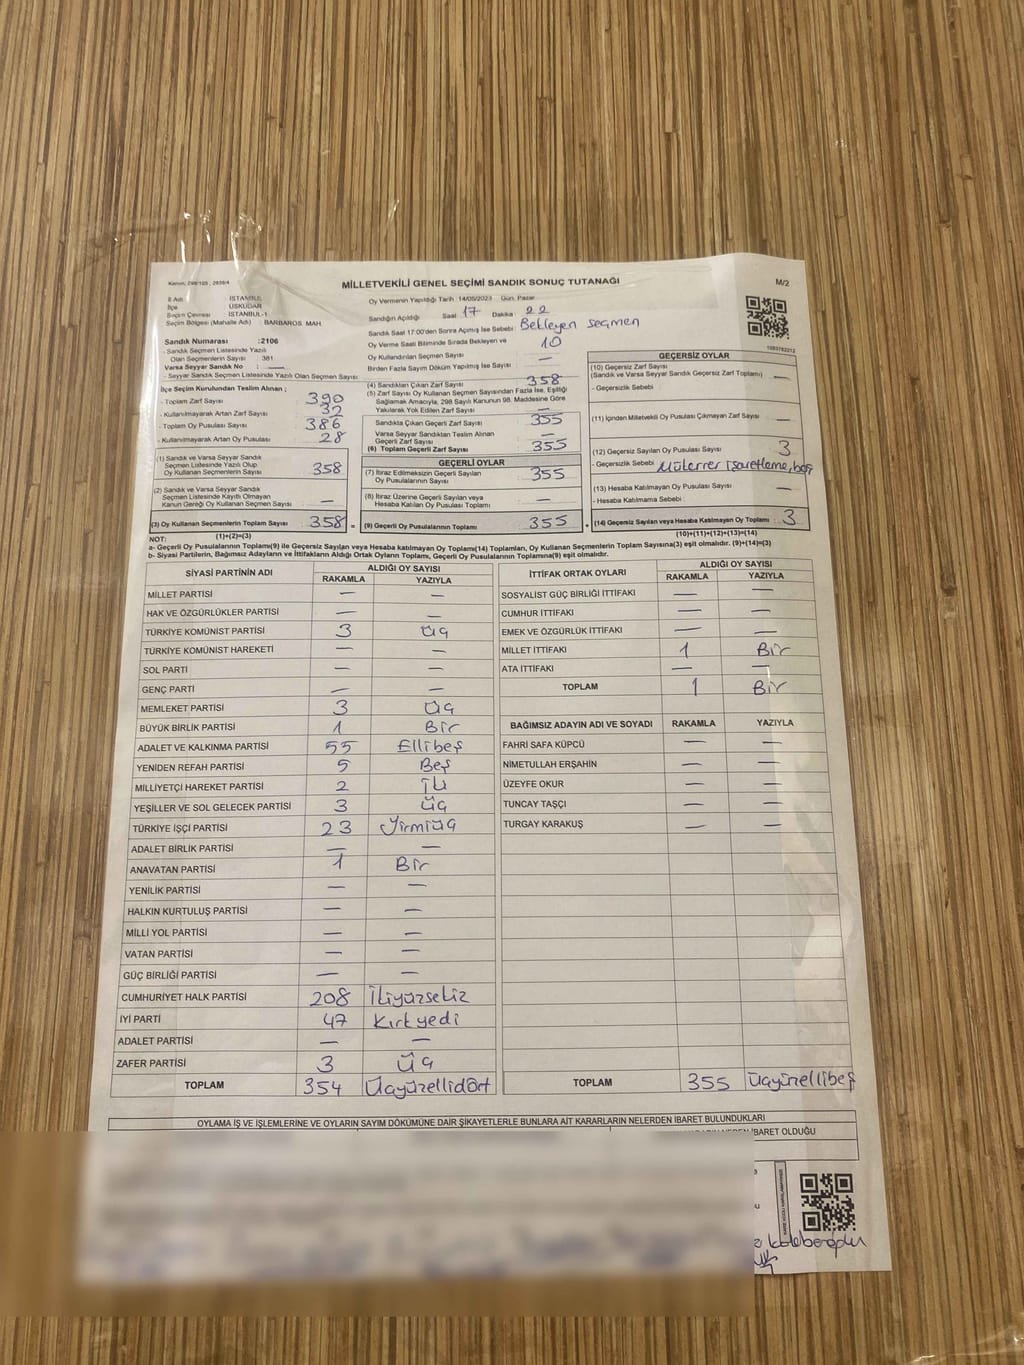 Kanun: 298/105 , 2839/4
MİLLETVEKİLİ GENEL SEÇİMİ SANDIK SONUÇ TUTANAĞI
M/2
İl Adı : İSTANBUL
İlçe : ÜSKÜDAR
Seçim Çevresi : İSTANBUL-1
Seçim Bölgesi (Mahalle Adı) : BARBAROS MAH.
Oy Vermenin Yapıldığı Tarih :14/05/2023 Gün: Pazar
Sandığın Açıldığı Saat : 17 Dakika : 22
Sandık Saat 17:00'den Sonra Açılmış İse Sebebi : Bekleyen seçmen
Oy Verme Saati Bitiminde Sırada Bekleyen ve
Oy Kullandırılan Seçmen Sayısı : 10
Birden Fazla Sayım Döküm Yapılmış İse Sayısı : —
Sandık Numarası :2106
- Sandık Seçmen Listesinde Yazılı
Olan Seçmenlerin Sayısı : 381
Varsa Seyyar Sandık No : —
- Seyyar Sandık Seçmen Listesinde Yazılı Olan Seçmen Sayısı:
İlçe Seçim Kurulundan Teslim Alınan ;
- Toplam Zarf Sayısı : 390
- Kullanılmayarak Artan Zarf Sayısı : 32
- Toplam Oy Pusulası Sayısı : 386
- Kullanılmayarak Artan Oy Pusulası : 28
(1) Sandık ve Varsa Seyyar Sandık
Seçmen Listesinde Yazılı Olup
Oy Kullanan Seçmenlerin Sayısı 358
(2) Sandık ve Varsa Seyyar Sandık
Seçmen Listesinde Kayıtlı Olmayan
Kanun Gereği Oy Kullanan Seçmen Sayısı —
(3) Oy Kullanan Seçmenlerin Toplam Sayısı 358 =
(1)+(2)=(3)
(4) Sandıktan Çıkan Zarf Sayısı : 358
(5) Zarf Sayısı Oy Kullanan Seçmen Sayısından Fazla İse, Eşitliği
Sağlamak Amacıyla, 298 Sayılı Kanunun 98. Maddesine Göre
Yakılarak Yok Edilen Zarf Sayısı : —
Sandıkta Çıkan Geçerli Zarf Sayısı : 355
Varsa Seyyar Sandıktan Teslim Alınan
Geçerli Zarf Sayısı : —
(6) Toplam Geçerli Zarf Sayısı : 355
GEÇERLİ OYLAR
(7) İtiraz Edilmeksizin Geçerli Sayılan
Oy Pusulalarının Sayısı : 355
(8) İtiraz Üzerine Geçerli Sayılan veya
Hesaba Katılan Oy Pusulası Sayısı : —
(9) Geçerli Oy Pusulalarının Toplamı : 355 +
GEÇERSİZ OYLAR
(10) Geçersiz Zarf Sayısı
(Sandık ve Varsa Seyyar Sandık Geçersiz Zarf Toplamı) : —
- Geçersizlik Sebebi :
(11) İçinden Milletvekili Oy Pusulası Çıkmayan Zarf Sayısı : —
(12) Geçersiz Sayılan Oy Pusulası Sayısı : 3
- Geçersizlik Sebebi : Mükerrer işaretleme, boş
(13) Hesaba Katılmayan Oy Pusulası Sayısı : —
- Hesaba Katılmama Sebebi :
(14) Geçersiz Sayılan veya Hesaba Katılmayan Oy Toplamı : 3
(10)+(11)+(12)+(13)=(14)
NOT:
a- Geçerli Oy Pusulaları Toplamı(9) ile Geçersiz Sayılan veya Hesaba katılmayan Oy Toplamı(14) Toplamları, Oy Kullanan Seçmenlerin Toplam Sayısına(3) eşit olmalıdır. (9)+(14)=(3)
b- Siyasi Partilerin, Bağımsız Adayların ve İttifakların Aldığı Ortak Oyların Toplamı, Geçerli Oy Pusulalarının Toplamına(9) eşit olmalıdır.
SİYASİ PARTİNİN ADI ALDIĞI OY SAYISI
RAKAMLA YAZIYLA
MİLLET PARTİSİ — —
HAK VE ÖZGÜRLÜKLER PARTİSİ — —
TÜRKİYE KOMÜNİST PARTİSİ 3 Üç
TÜRKİYE KOMÜNİST HAREKETİ — —
SOL PARTİ — —
GENÇ PARTİ — —
MEMLEKET PARTİSİ 3 Üç
BÜYÜK BİRLİK PARTİSİ 1 Bir
ADALET VE KALKINMA PARTİSİ 55 Ellibeş
YENİDEN REFAH PARTİSİ 5 Beş
MİLLİYETÇİ HAREKET PARTİSİ 2 İki
YEŞİLLER VE SOL GELECEK PARTİSİ 3 Üç
TÜRKİYE İŞÇİ PARTİSİ 23 Yirmiüç
ADALET BİRLİK PARTİSİ — —
ANAVATAN PARTİSİ 1 Bir
YENİLİK PARTİSİ — —
HALKIN KURTULUŞ PARTİSİ — —
MİLLİ YOL PARTİSİ — —
VATAN PARTİSİ — —
GÜÇ BİRLİĞİ PARTİSİ — —
CUMHURİYET HALK PARTİSİ 208 İkiyüzsekiz
İYİ PARTİ 47 Kırkyedi
ADALET PARTİSİ — —
ZAFER PARTİSİ 3 Üç
TOPLAM 354 Üçyüzellidört
İTTİFAK ORTAK OYLARI ALDIĞI OY SAYISI
RAKAMLA YAZIYLA
SOSYALİST GÜÇ BİRLİĞİ İTTİFAKI — —
CUMHUR İTTİFAKI — —
EMEK VE ÖZGÜRLÜK İTTİFAKI — —
MİLLET İTTİFAKI 1 Bir
ATA İTTİFAKI — —
TOPLAM 1 Bir
BAĞIMSIZ ADAYIN ADI VE SOYADI RAKAMLA YAZIYLA
FAHRİ SAFA KÜPCÜ — —
NİMETULLAH ERŞAHİN — —
ÜZEYFE OKUR — —
TUNCAY TAŞÇI — —
TURGAY KARAKUŞ — —
TOPLAM 355 Üçyüzellibeş
OYLAMA İŞ VE İŞLEMLERİNE VE OYLARIN SAYIM DÖKÜMÜNE DAİR ŞİKAYETLERLE BUNLARA AİT KARARLARIN NELERDEN İBARET BULUNDUKLARI
İBARET OLDUĞU